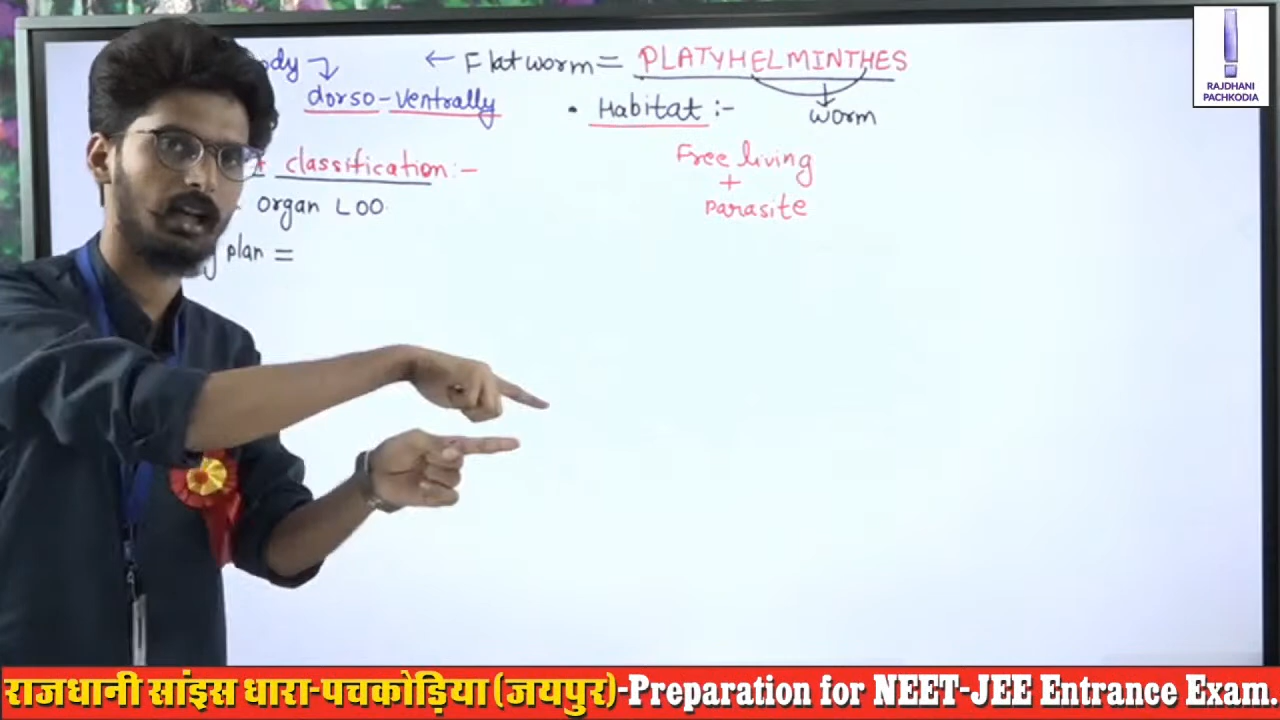 ody ← Flatworm = PLATYHELMINTHES
dorso-ventrally • Habitat :- worm
classification :- Free living
+
organ LOO parasite
plan =
RAJDHANI
PACHKODIA
राजधानी सांइस धारा-पचकोड़िया (जयपुर)-Preparation for NEET-JEE Entrance Exam.